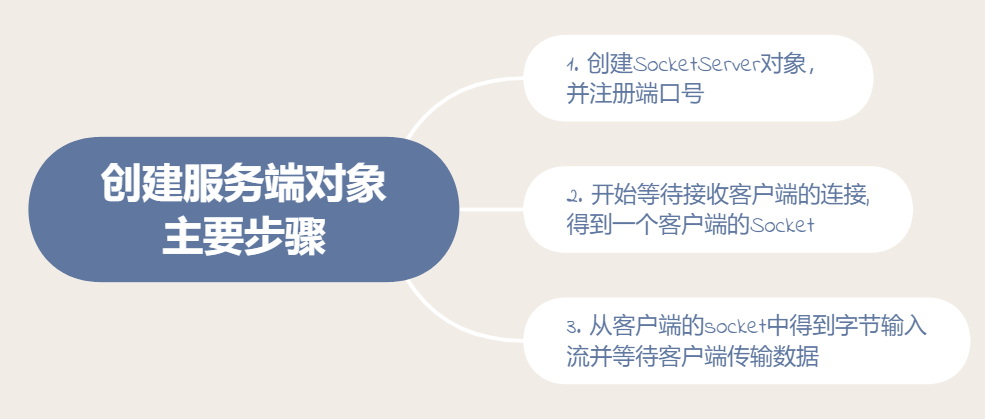 创建服务端对象
主要步骤
1. 创建SocketServer对象，
并注册端口号
2. 开始等待接收客户端的连接,
得到一个客户端的Socket
3. 从客户端的socket中得到字节输入
流并等待客户端传输数据